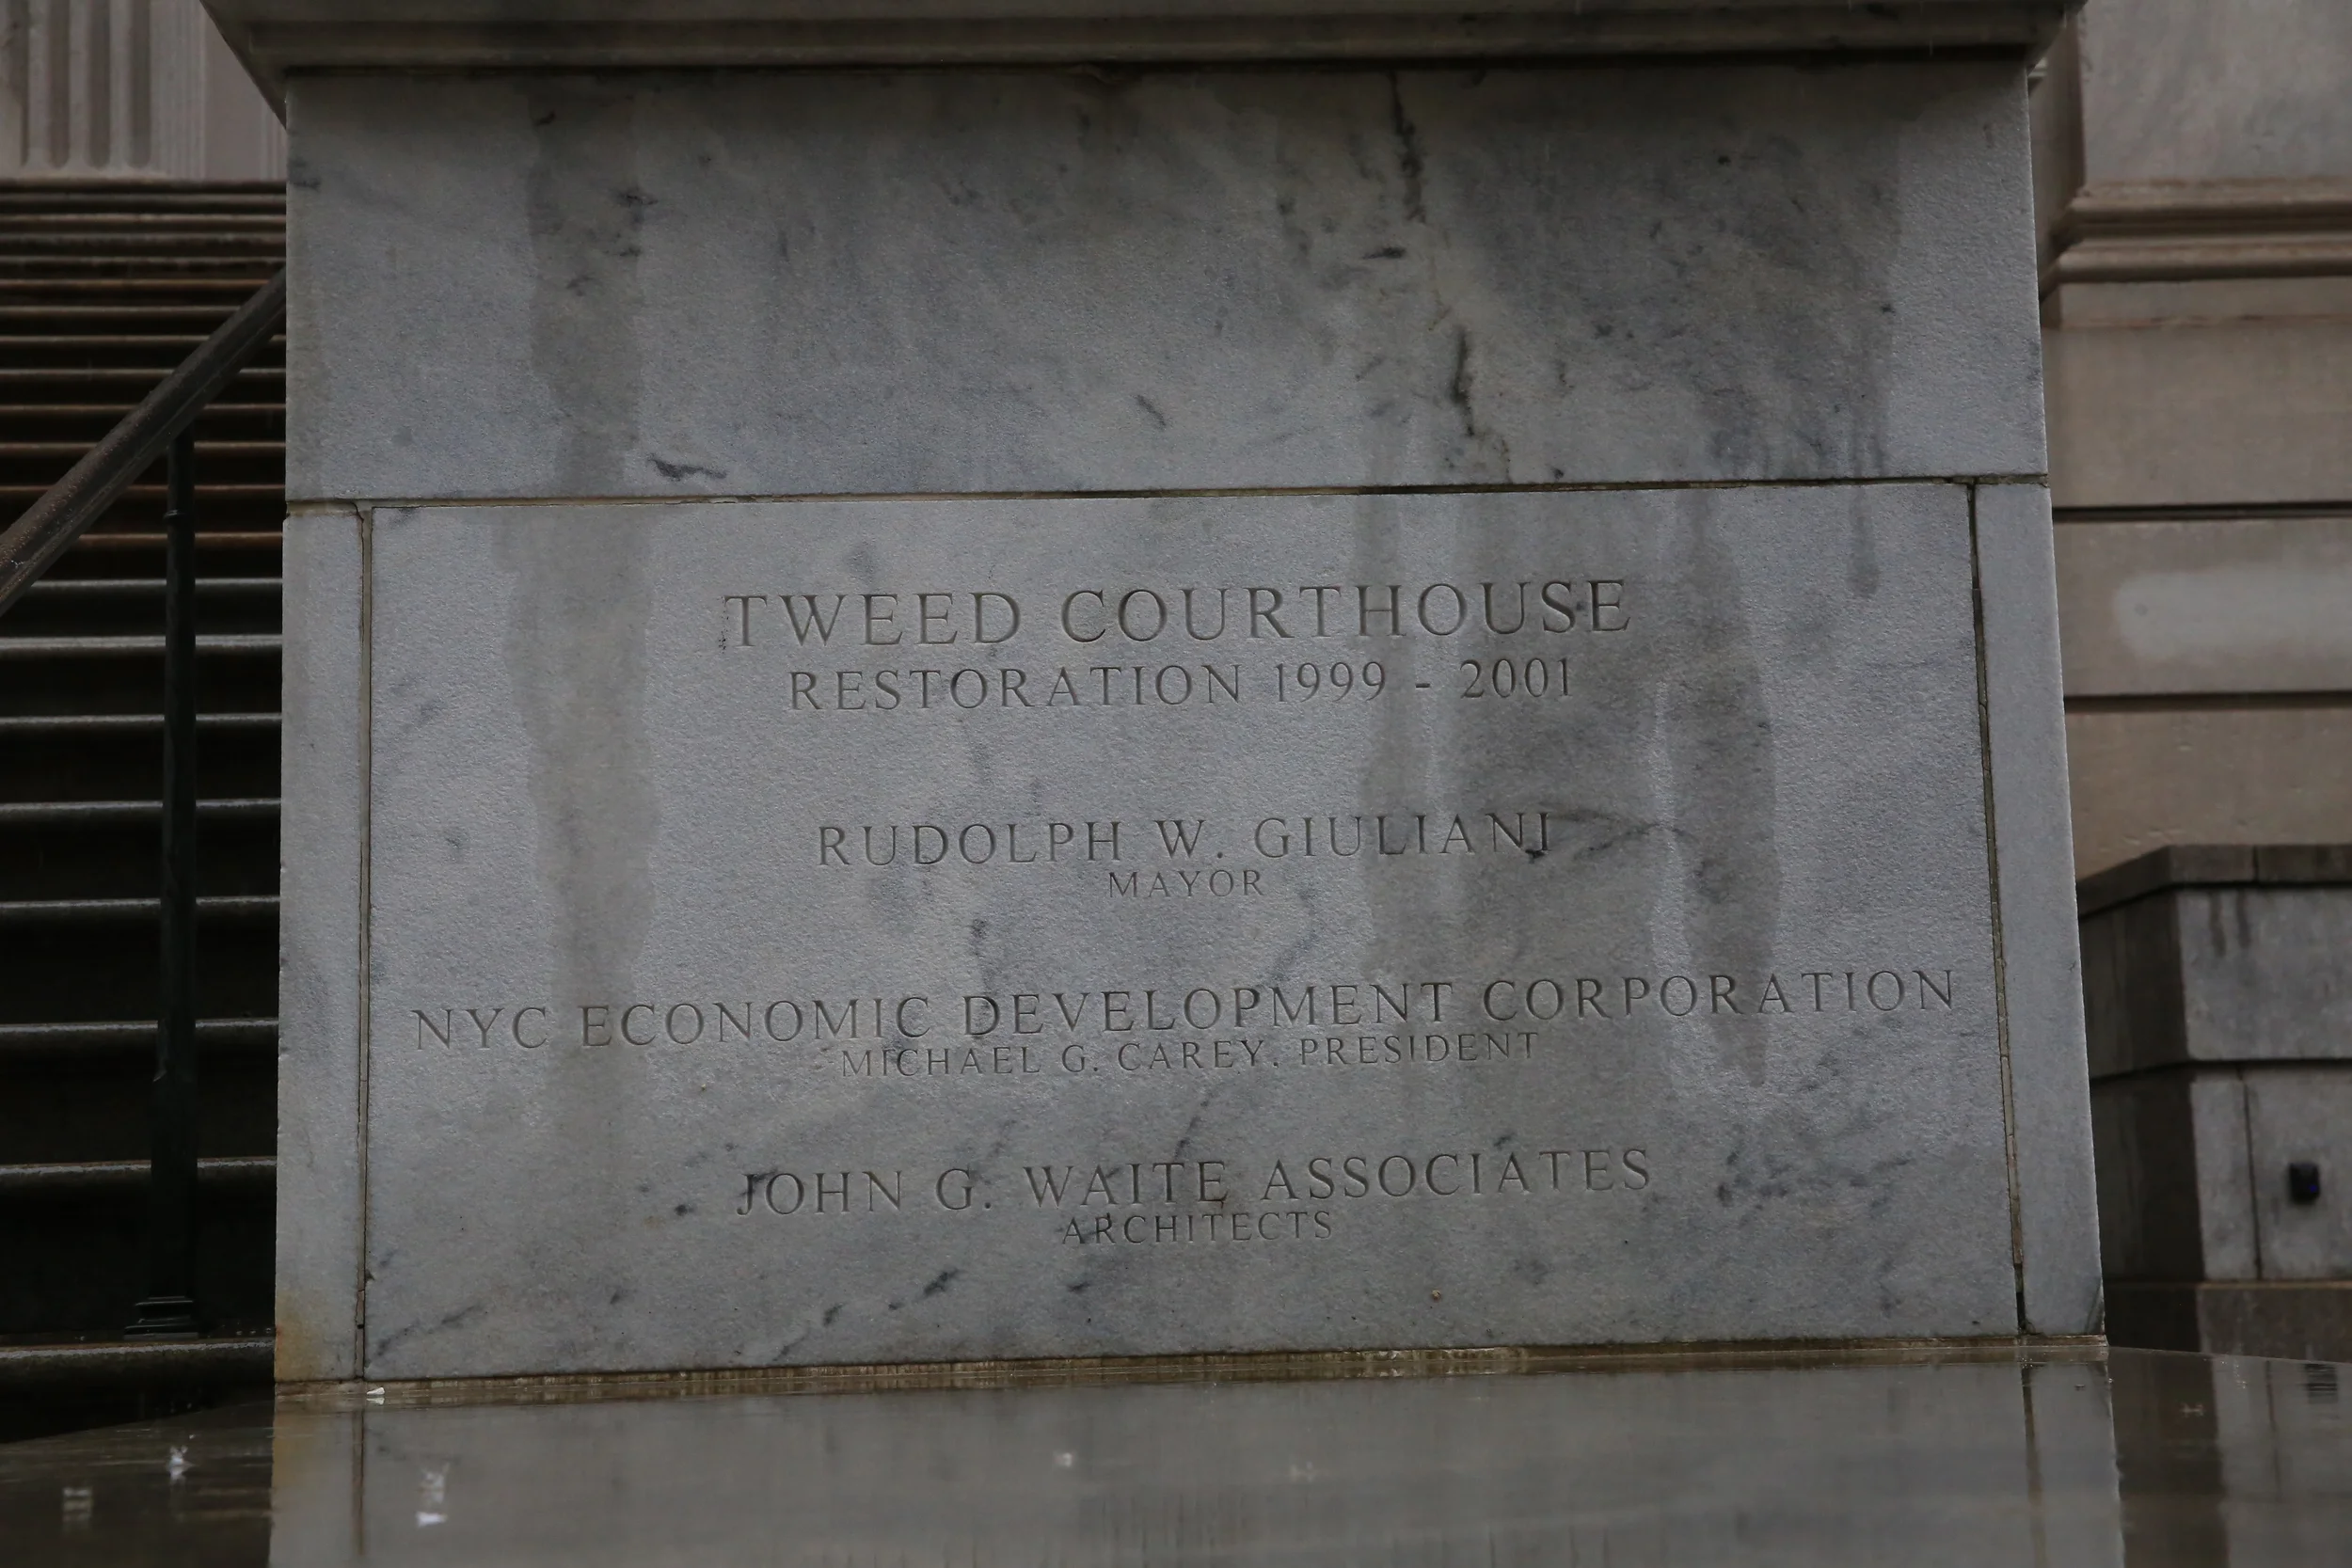 TWEED COURTHOUSE
RESTORATION 1999 - 2001
RUDOLPH W. GIULIANI
MAYOR
NYC ECONOMIC DEVELOPMENT CORPORATION
MICHAEL G. CAREY. PRESIDENT
JOHN G. WAITE ASSOCIATES
ARCHITECTS